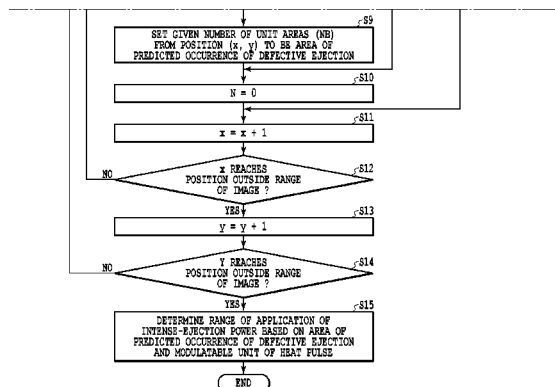 S9
SET GIVEN NUMBER OF UNIT AREAS (NB)
FROM POSITION (x, y) TO BE AREA OF
PREDICTED OCCURRENCE OF DEFECTIVE EJECTION
S10
N = 0
S11
x = x + 1
S12
x REACHES
POSITION OUTSIDE RANGE
OF IMAGE ?
NO
YES
S13
y = y + 1
S14
Y REACHES
POSITION OUTSIDE RANGE
OF IMAGE ?
NO
YES
S15
DETERMINE RANGE OF APPLICATION OF
INTENSE-EJECTION POWER BASED ON AREA OF
PREDICTED OCCURRENCE OF DEFECTIVE EJECTION
AND MODULATABLE UNIT OF HEAT PULSE
END